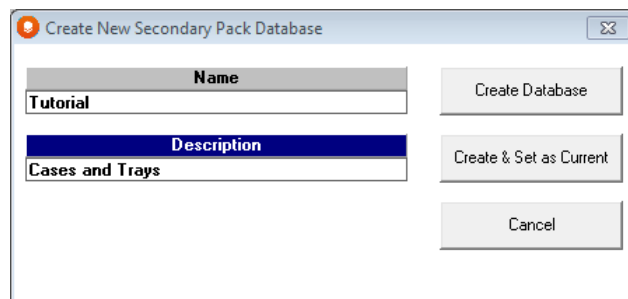 Create New Secondary Pack Database
Name
Tutorial
Description
Cases and Trays
Create Database
Create & Set as Current
Cancel